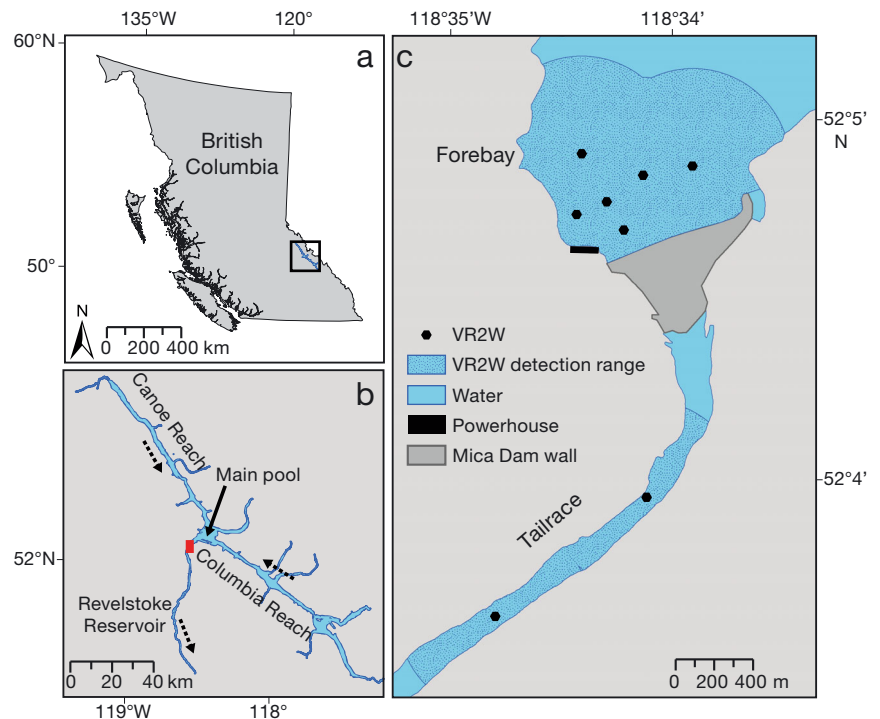 135°W 120°
60°N
50°
a
British
Columbia
N
0 200 400 km
b
Canoe Reach
Main pool
Columbia Reach
52°N
Revelstoke
Reservoir
0 20 40 km
119°W 118°
118°35’ 118°34’
c
52°5’
N
Forebay
VR2W
VR2W detection range
Water
Powerhouse
Mica Dam wall
52°4’
Tailrace
0 200 400 m